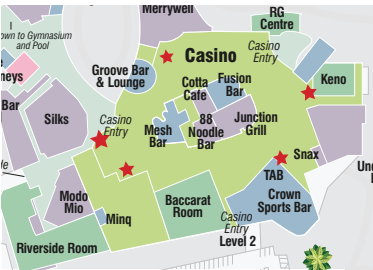 Merrywell
RG
Centre
own to Gymnasium
and Pool
Casino
Casino
Entry
neys
Groove Bar
& Lounge
Cotta
Cafe
Fusion
Bar
Keno
Bar
Silks
Casino
Entry
Mesh
Bar
88
Noodle
Bar
Junction
Grill
Snax
TAB
Modo
Mio
Minq
Baccarat
Room
Crown
Sports Bar
Casino
Entry
Level 2
Riverside Room